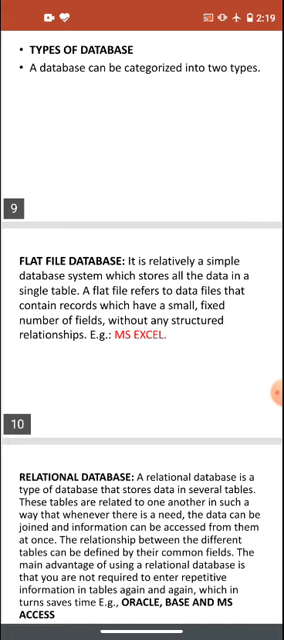 2:19
• TYPES OF DATABASE
• A database can be categorized into two types.
9
FLAT FILE DATABASE: It is relatively a simple
database system which stores all the data in a
single table. A flat file refers to data files that
contain records which have a small, fixed
number of fields, without any structured
relationships. E.g.: MS EXCEL.
10
RELATIONAL DATABASE: A relational database is a
type of database that stores data in several tables.
These tables are related to one another in such a
way that whenever there is a need, the data can be
joined and information can be accessed from them
at once. The relationship between the different
tables can be defined by their common fields. The
main advantage of using a relational database is
that you are not required to enter repetitive
information in tables again and again, which in
turns saves time E.g., ORACLE, BASE AND MS
ACCESS